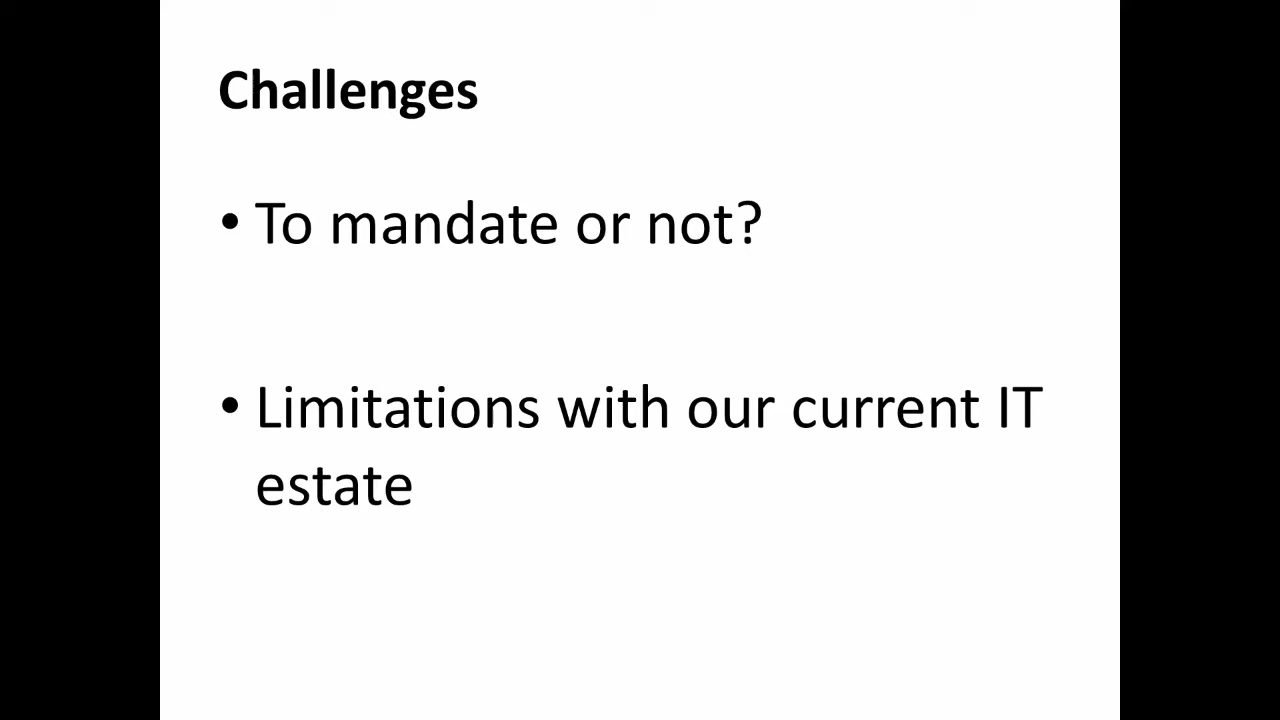 Challenges
• To mandate or not?
• Limitations with our current IT
estate